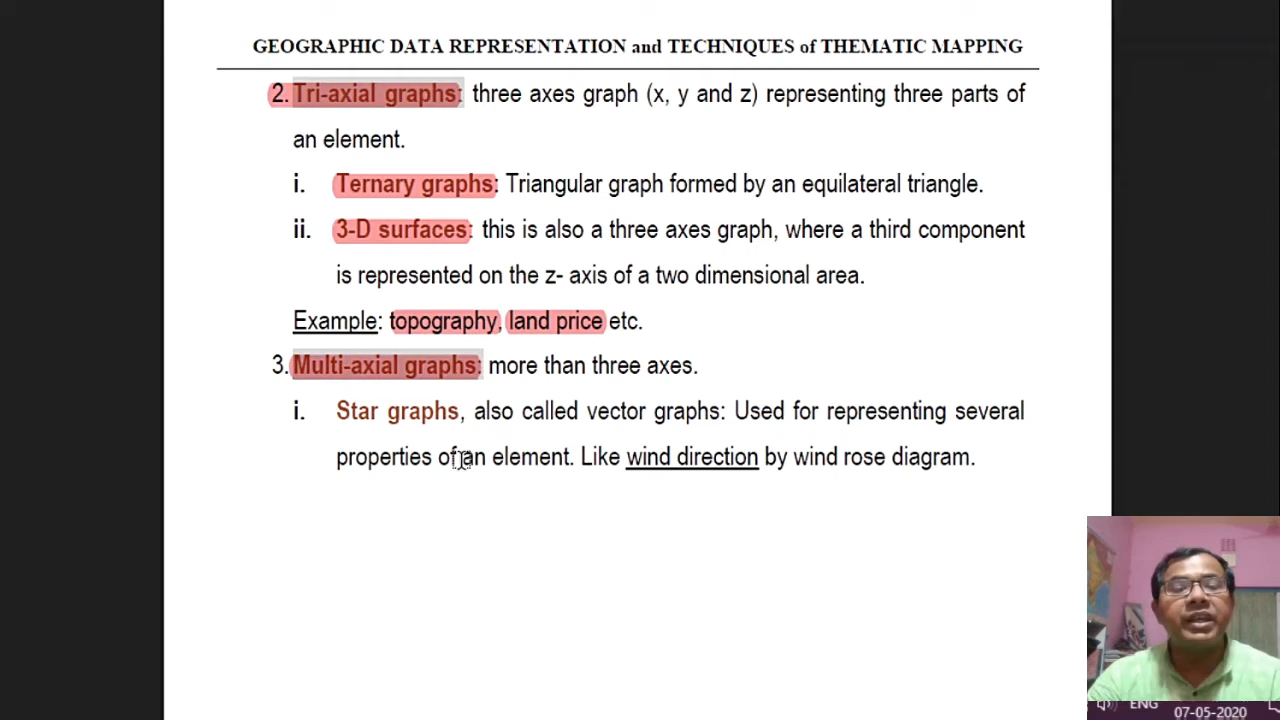 GEOGRAPHIC DATA REPRESENTATION and TECHNIQUES of THEMATIC MAPPING
2. Tri-axial graphs: three axes graph (x, y and z) representing three parts of
an element.
i. Ternary graphs: Triangular graph formed by an equilateral triangle.
ii. 3-D surfaces: this is also a three axes graph, where a third component
is represented on the z- axis of a two dimensional area.
Example: topography, land price etc.
3. Multi-axial graphs: more than three axes.
i. Star graphs, also called vector graphs: Used for representing several
properties of an element. Like wind direction by wind rose diagram.
ENG
07-05-2020